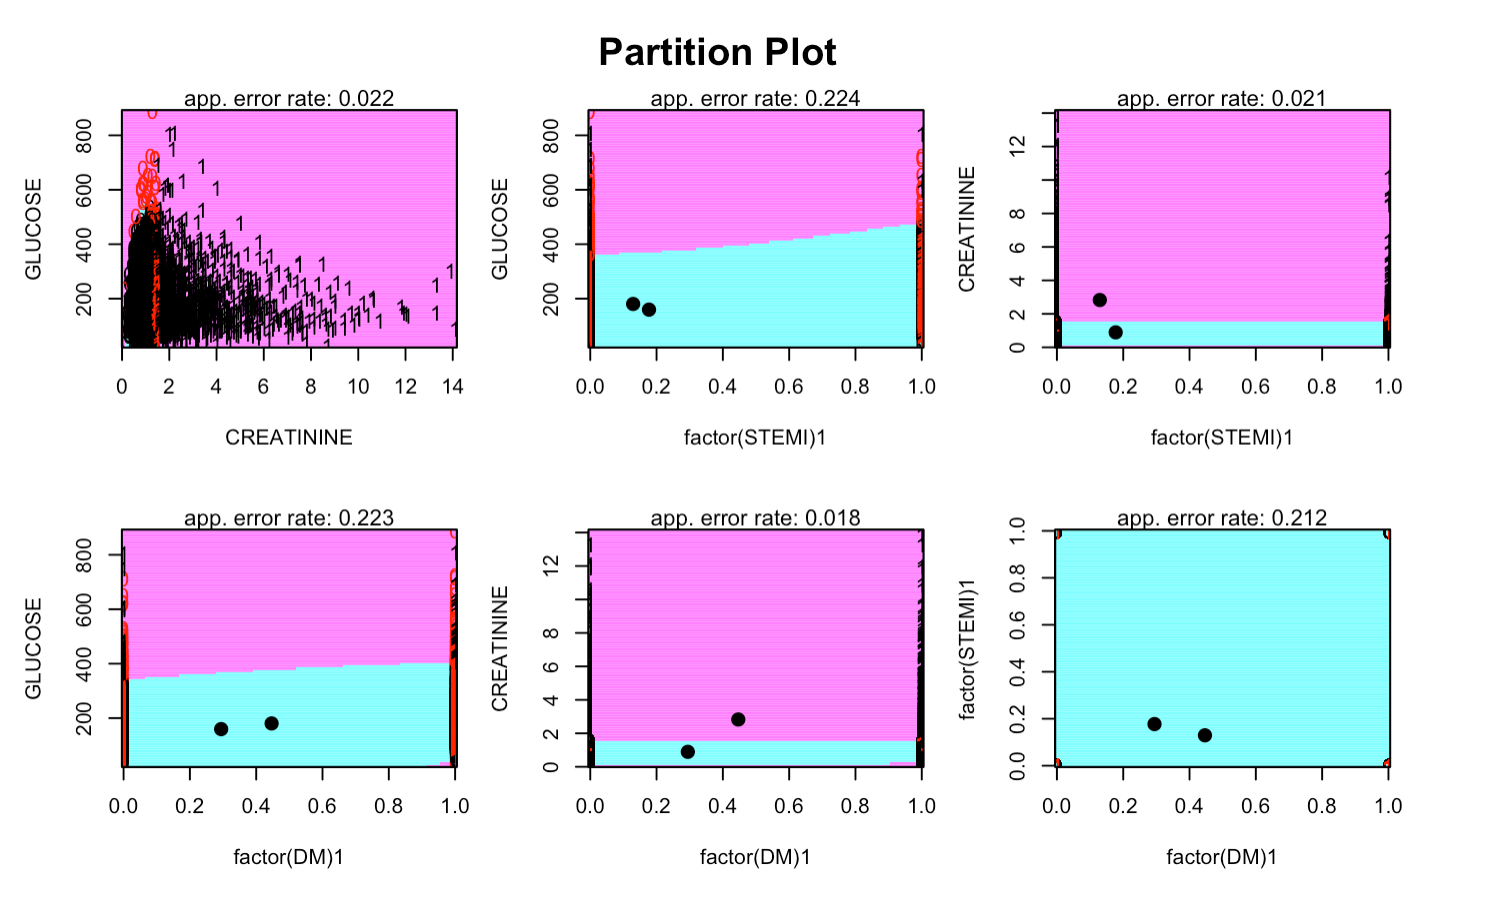 Partition Plot
app. error rate: 0.022
app. error rate: 0.224
app. error rate: 0.021
GLUCOSE
200 400 600 800
0 2 4 6 8 10 12 14
CREATININE
GLUCOSE
200 400 600 800
0.0 0.2 0.4 0.6 0.8 1.0
factor(STEMI)1
CREATININE
0 2 4 6 8 12
0.0 0.2 0.4 0.6 0.8 1.0
factor(STEMI)1
app. error rate: 0.223
app. error rate: 0.018
app. error rate: 0.212
GLUCOSE
200 400 600 800
0.0 0.2 0.4 0.6 0.8 1.0
factor(DM)1
CREATININE
0 2 4 6 8 12
0.0 0.2 0.4 0.6 0.8 1.0
factor(DM)1
factor(STEMI)1
0.0 0.2 0.4 0.6 0.8 1.0
0.0 0.2 0.4 0.6 0.8 1.0
factor(DM)1